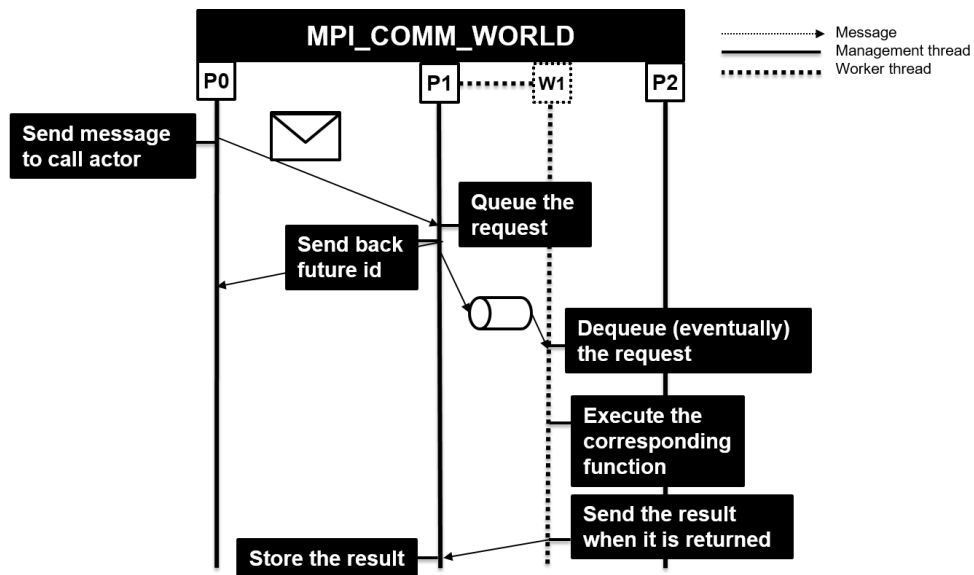 MPI_COMM_WORLD
Message
Management thread
Worker thread
P0
P1
W1
P2
Send message
to call actor
Queue the
request
Send back
future id
Dequeue (eventually)
the request
Execute the
corresponding
function
Send the result
when it is returned
Store the result